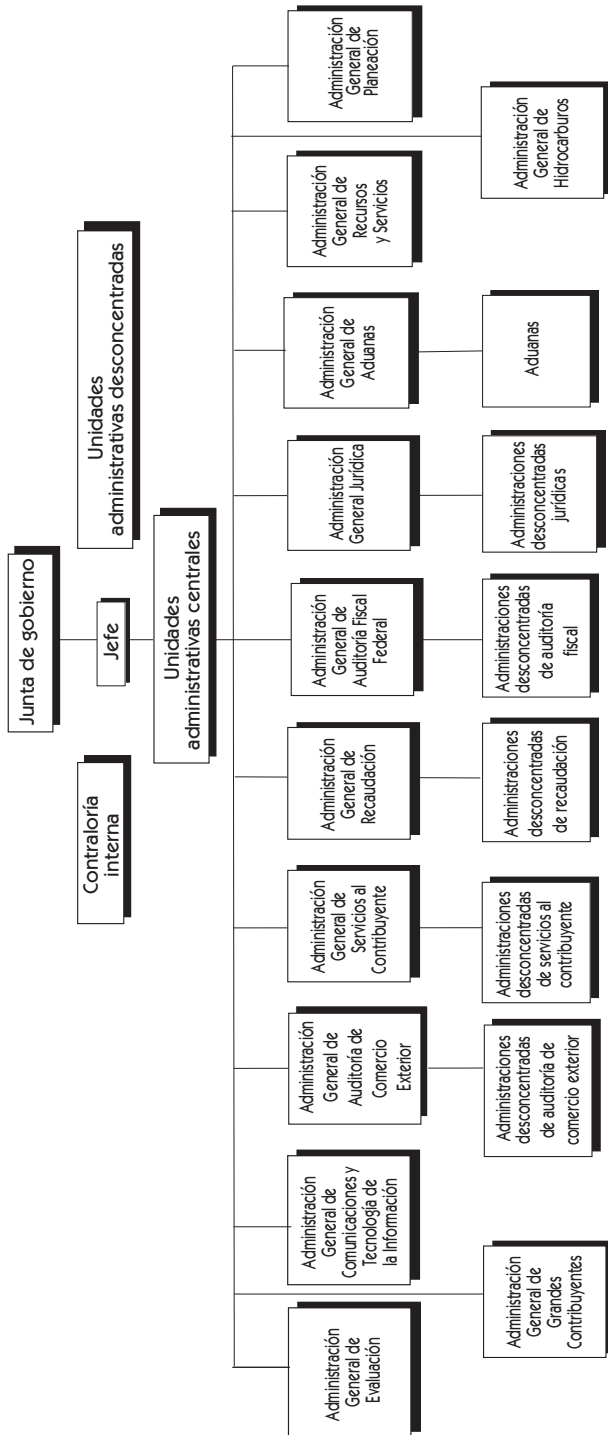 Junta de gobierno
Contraloría
interna
Jefe
Unidades
administrativas desconcentradas
Unidades
administrativas centrales
Administración
General de
Evaluación
Administración
General de
Comunicaciones y
Tecnología de
la Información
Administración
General de
Auditoría de
Comercio
Exterior
Administración
General de
Servicios al
Contribuyente
Administración
General de
Recaudación
Administración
General de
Auditoría Fiscal
Federal
Administración
General Jurídica
Administración
General de
Aduanas
Administración
General de
Recursos
y Servicios
Administración
General de
Planeación
Administración
General de
Grandes
Contribuyentes
Administraciones
desconcentradas
de auditoría de
comercio exterior
Administraciones
desconcentradas
de servicios al
contribuyente
Administraciones
desconcentradas
de recaudación
Administraciones
desconcentradas
de auditoría
fiscal
Administraciones
desconcentradas
jurídicas
Aduanas
Administración
General de
Hidrocarburos